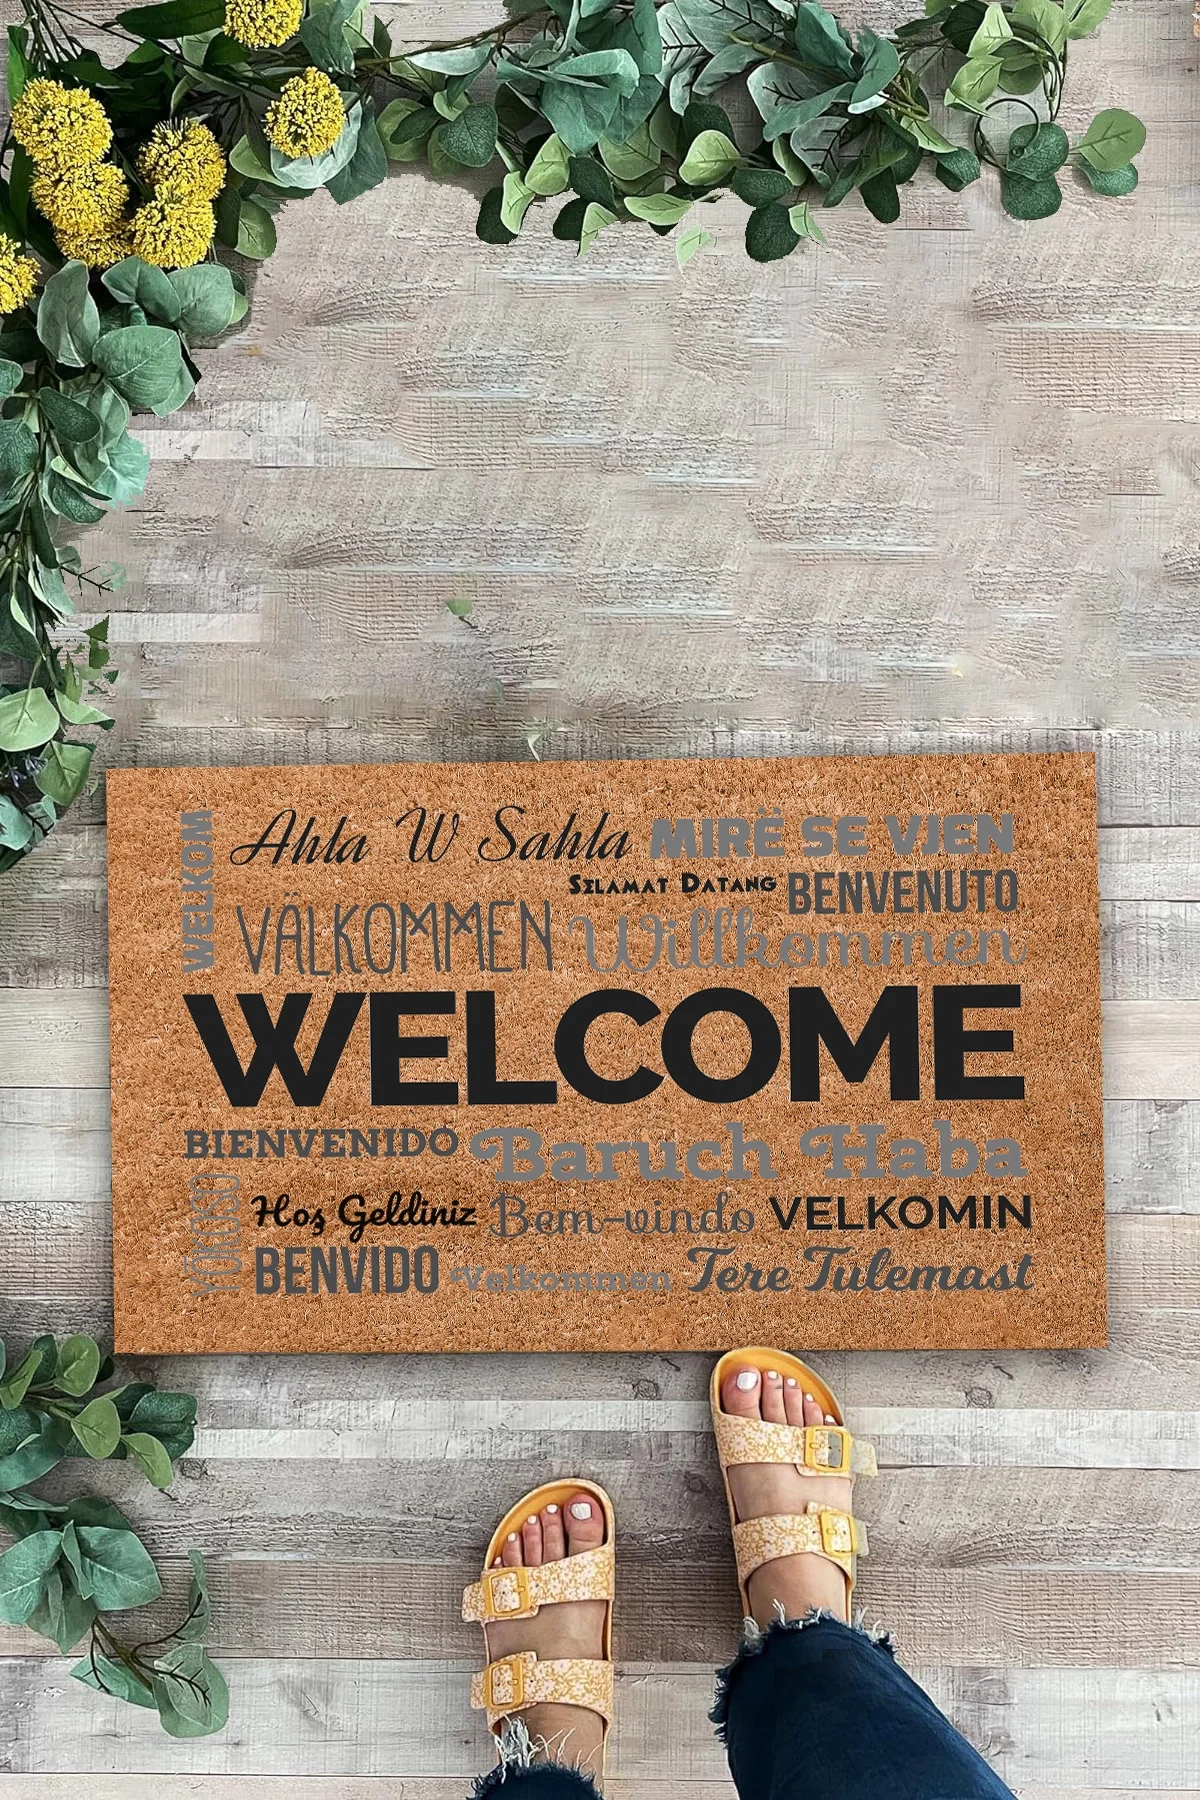 WELKOM
Ahla W Sahla
MIRË SE VJEN
SELAMAT DATANG
BENVENUTO
VÄLKOMMEN
Willkommen
WELCOME
BIENVENIDO
Baruch Haba
YŌKOSO
Hoş Geldiniz
Bem-vindo
VELKOMIN
BENVIDO
Velkommen
Tere Tulemast